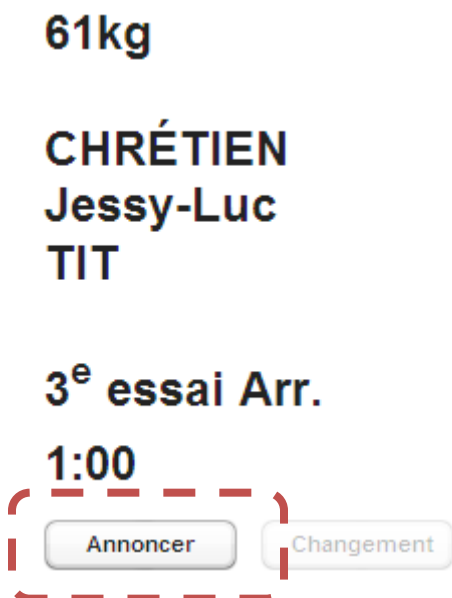 61kg
CHRÉTIEN
Jessy-Luc
TIT
3e essai Arr.
1:00
Annoncer Changement